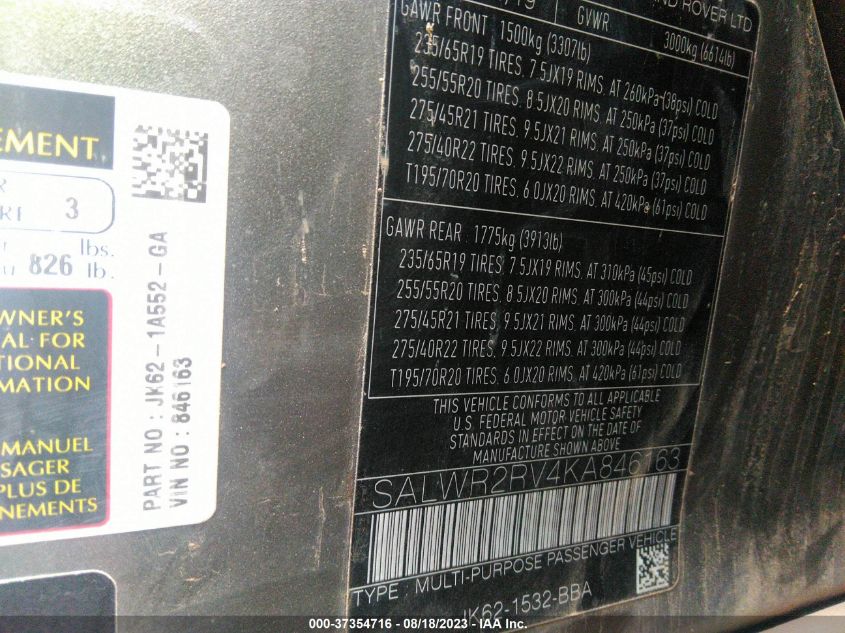 EMENT
3
lbs.
826 lb.
WNER'S
AL FOR
TIONAL
RMATION
MANUEL
SAGER
PLUS DE
NEMENTS
PART NO : JK62-1A552-GA
VIN NO : 846163
ROVER LTD
GVWR 3000kg (6614lb)
GAWR FRONT 1500kg (3307lb)
235/65R19 TIRES, 7.5JX19 RIMS, AT 260kPa (38psi) COLD
255/55R20 TIRES, 8.5JX20 RIMS, AT 250kPa (37psi) COLD
275/45R21 TIRES, 9.5JX21 RIMS, AT 250kPa (37psi) COLD
275/40R22 TIRES, 9.5JX22 RIMS, AT 250kPa (37psi) COLD
T195/70R20 TIRES, 6.0JX20 RIMS, AT 420kPa (61psi) COLD
GAWR REAR 1775kg (3913lb)
235/65R19 TIRES, 7.5JX19 RIMS, AT 310kPa (45psi) COLD
255/55R20 TIRES, 8.5JX20 RIMS, AT 300kPa (44psi) COLD
275/45R21 TIRES, 9.5JX21 RIMS, AT 300kPa (44psi) COLD
275/40R22 TIRES, 9.5JX22 RIMS, AT 300kPa (44psi) COLD
T195/70R20 TIRES, 6.0JX20 RIMS, AT 420kPa (61psi) COLD
THIS VEHICLE CONFORMS TO ALL APPLICABLE
U.S. FEDERAL MOTOR VEHICLE SAFETY
STANDARDS IN EFFECT ON THE DATE OF
MANUFACTURE SHOWN ABOVE
SALWR2RV4KA846163
TYPE : MULTI-PURPOSE PASSENGER VEHICLE
JK62-1532-BBA
000-37354716 - 08/18/2023 - IAA Inc.